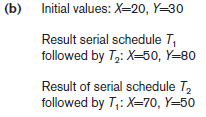 (b) Initial values: X=20, Y=30
Result serial schedule T1
followed by T2: X=50, Y=80
Result of serial schedule T2
followed by T1: X=70, Y=50